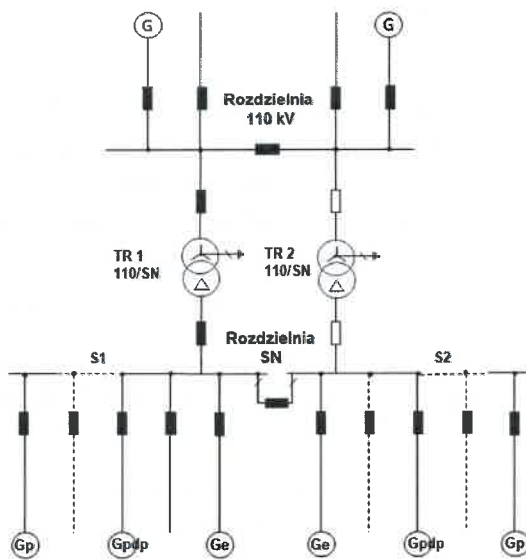 G
G
Rozdzielnia
110 kV
TR 1
110/SN
TR 2
110/SN
Rozdzielnia
SN
S1
S2
Gp
Gpdp
Ge
Ge
Gpdp
Gp